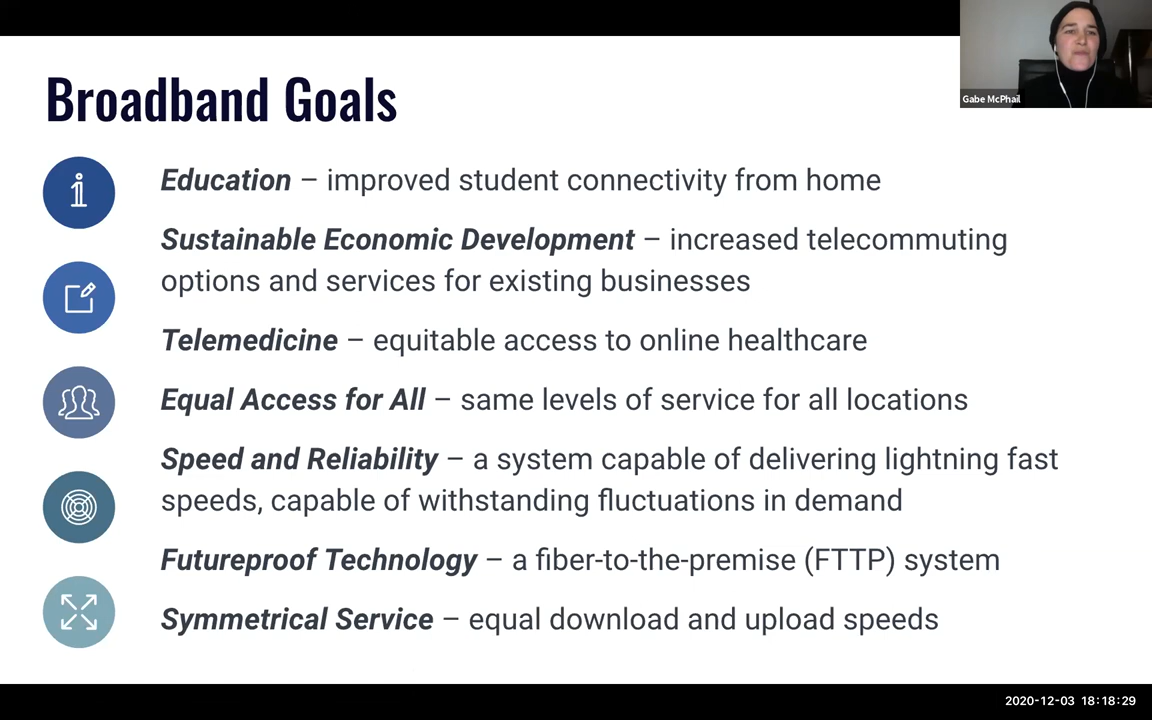 Broadband Goals
Gabe McPhail
Education – improved student connectivity from home
Sustainable Economic Development – increased telecommuting
options and services for existing businesses
Telemedicine – equitable access to online healthcare
Equal Access for All – same levels of service for all locations
Speed and Reliability – a system capable of delivering lightning fast
speeds, capable of withstanding fluctuations in demand
Futureproof Technology – a fiber-to-the-premise (FTTP) system
Symmetrical Service – equal download and upload speeds
2020-12-03 18:18:29